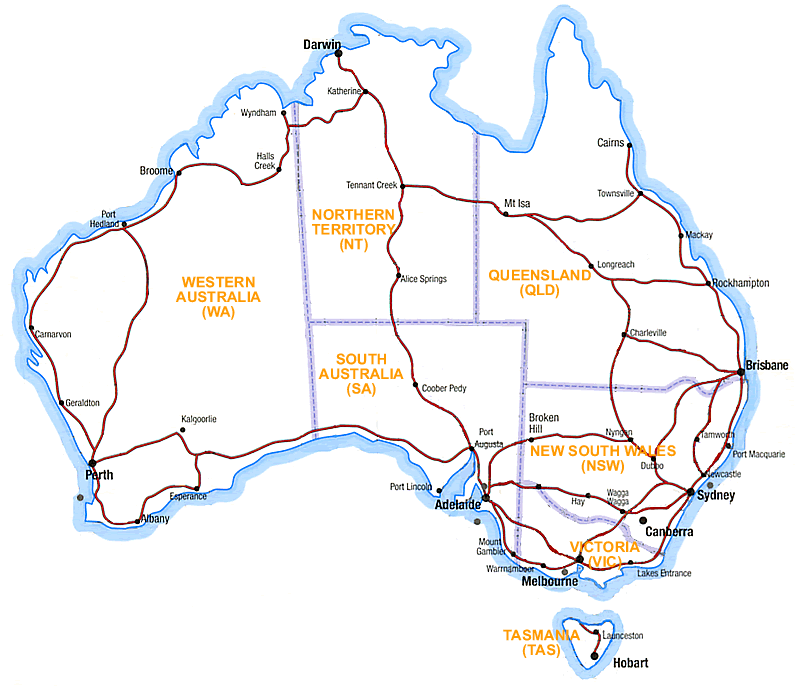 Darwin
Katherine
Wyndham
Halls
Creek
Broome
Port
Hedland
Cairns
Townsville
Tennant Creek
Mt Isa
Mackay
NORTHERN
TERRITORY
(NT)
Longreach
Alice Springs
QUEENSLAND
(QLD)
Rockhampton
WESTERN
AUSTRALIA
(WA)
Carnarvon
Charleville
SOUTH
AUSTRALIA
(SA)
Brisbane
Coober Pedy
Geraldton
Kalgoorlie
Broken
Hill
Port
Augusta
Nyngen
Tamworth
NEW SOUTH WALES
(NSW)
Port Macquarie
Dubbo
Perth
Newcastle
Port Lincoln
Esperance
Wagga
Wagga
Hay
Sydney
Adelaide
Albany
Canberra
Mount
Gambier
VICTORIA
(VIC)
Warrnambool
Lakes Entrance
Melbourne
TASMANIA
(TAS)
Launceston
Hobart